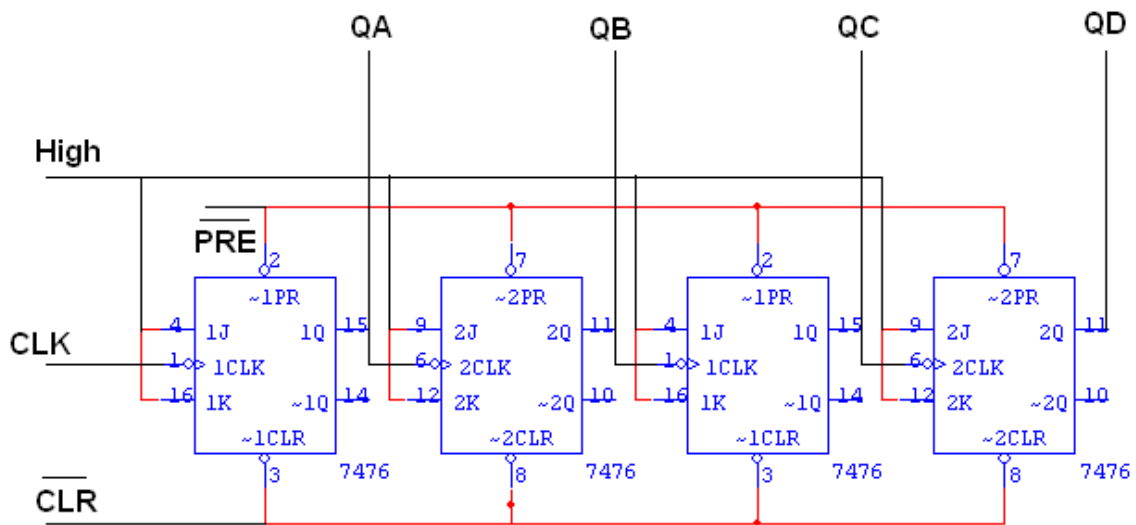 QA QB QC QD
High
PRE
2 7 2 7
~1PR ~2PR ~1PR ~2PR
4 1J 1Q 15 9 2J 2Q 11 4 1J 1Q 15 9 2J 2Q 11
CLK
1 1CLK 6 2CLK 1 1CLK 6 2CLK
16 1K ~1Q 14 12 2K ~2Q 10 16 1K ~1Q 14 12 2K ~2Q 10
~1CLR ~2CLR ~1CLR ~2CLR
3 7476 8 7476 3 7476 8 7476
CLR